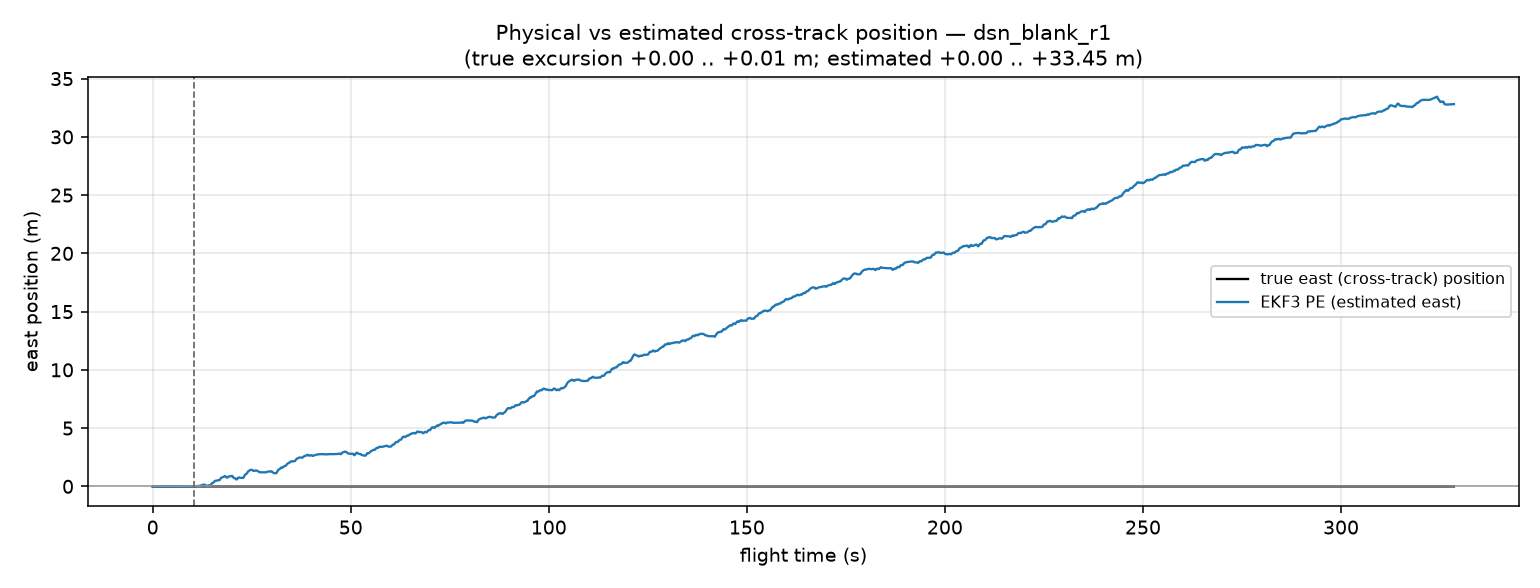 Physical vs estimated cross-track position — dsn_blank_r1
(true excursion +0.00 .. +0.01 m; estimated +0.00 .. +33.45 m)
35
30
25
20
15
10
5
0
east position (m)
true east (cross-track) position
EKF3 PE (estimated east)
0 50 100 150 200 250 300
flight time (s)